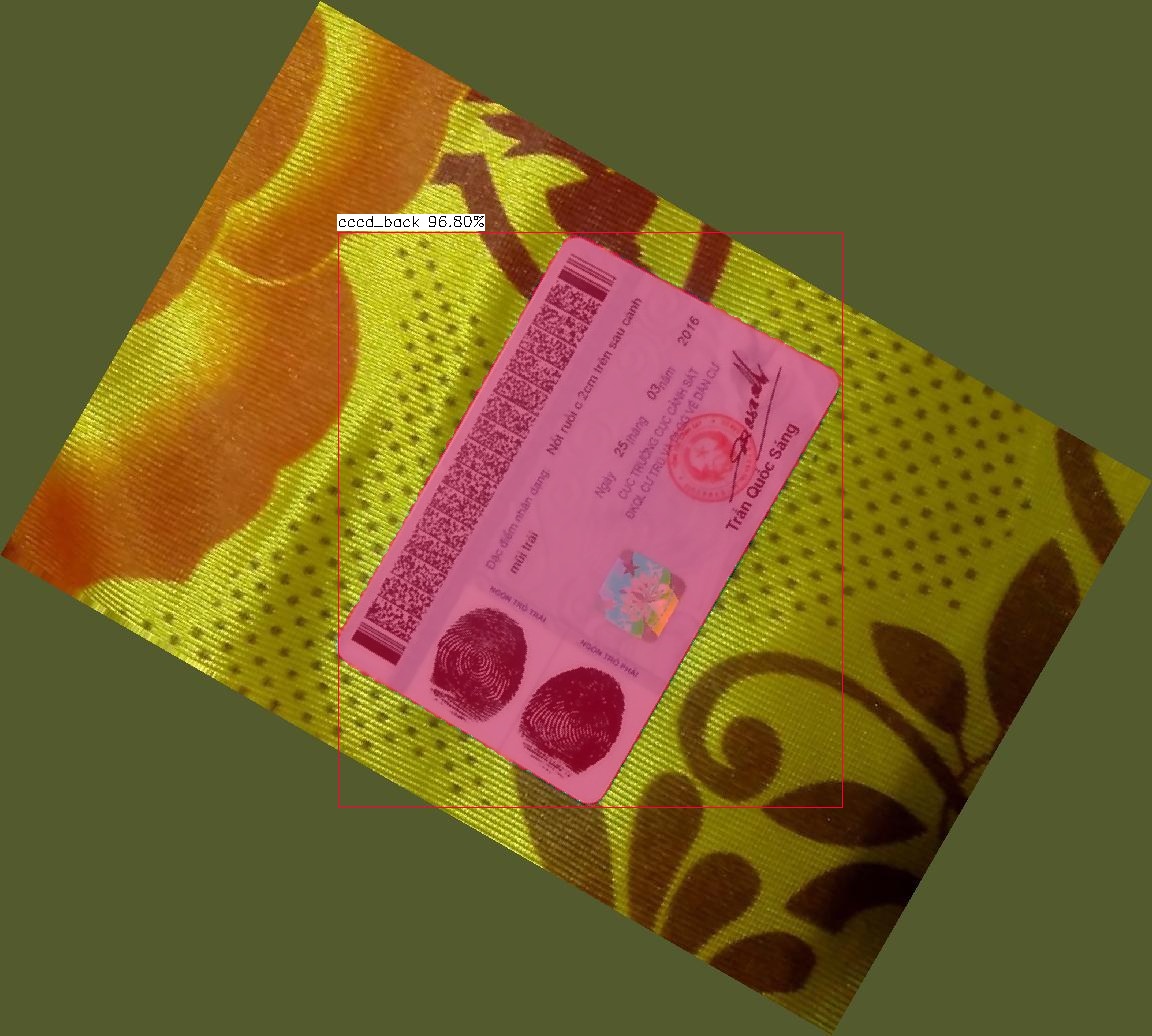 cccd_back 96.80%
Đặc điểm nhận dạng: Nốt ruồi c.2cm trên sau cánh
mũi trái
Ngày 25 tháng 03 năm 2016
CỤC TRƯỞNG CỤC CẢNH SÁT
ĐKQL CƯ TRÚ VÀ DLQG VỀ DÂN CƯ
Trần Quốc Sáng
NGÓN TRỎ TRÁI
NGÓN TRỎ PHẢI